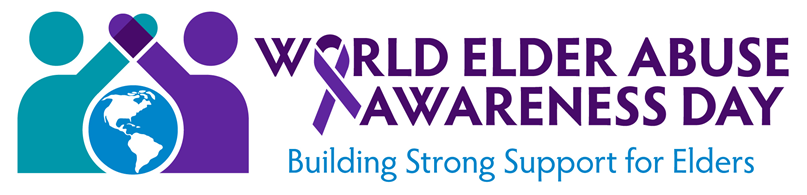 WORLD ELDER ABUSE
AWARENESS DAY
Building Strong Support for Elders